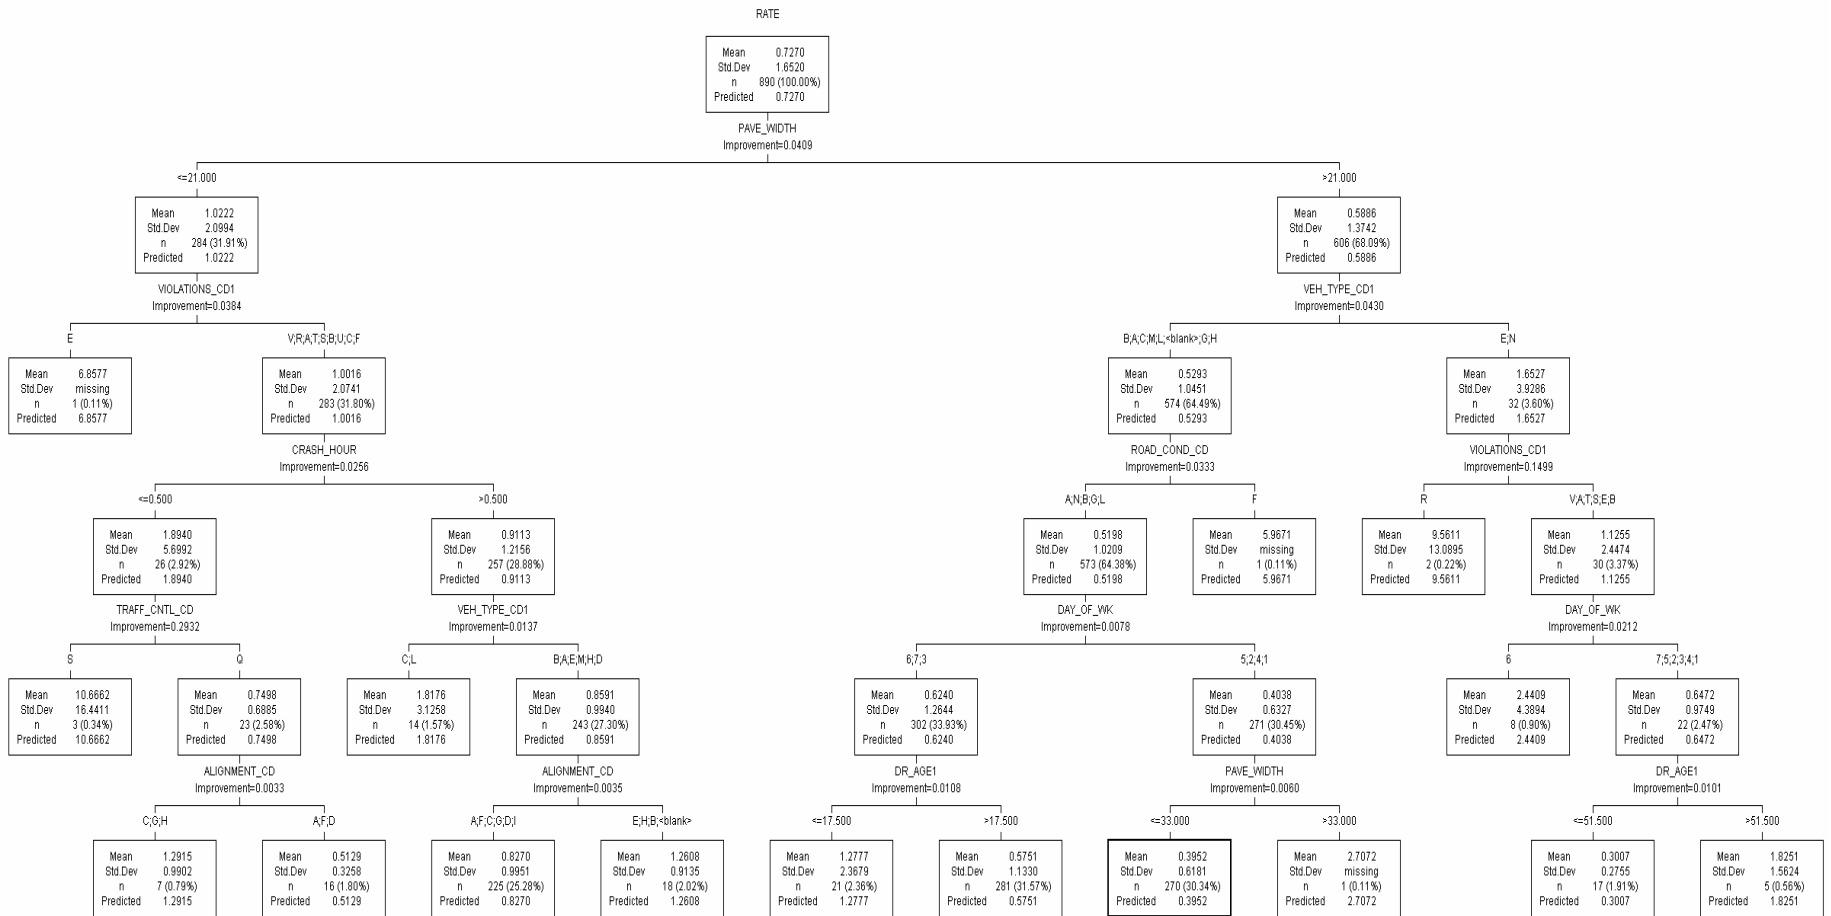 RATE
Mean 0.7270
Std.Dev 1.6520
n 890 (100.00%)
Predicted 0.7270
PAVE_WIDTH
Improvement=0.0409
<=21.000
>21.000
Mean 1.0222
Std.Dev 2.0994
n 284 (31.91%)
Predicted 1.0222
Mean 0.5886
Std.Dev 1.3742
n 606 (68.09%)
Predicted 0.5886
VIOLATIONS_CD1
Improvement=0.0384
VEH_TYPE_CD1
Improvement=0.0430
E
V;R;A;T;S;B;U;C;F
B;A;C;M;L;<blank>;G;H
E;N
Mean 6.8577
Std.Dev missing
n 1 (0.11%)
Predicted 6.8577
Mean 1.0016
Std.Dev 2.0741
n 283 (31.80%)
Predicted 1.0016
Mean 0.5293
Std.Dev 1.0451
n 574 (64.49%)
Predicted 0.5293
Mean 1.6527
Std.Dev 3.9286
n 32 (3.60%)
Predicted 1.6527
CRASH_HOUR
Improvement=0.0256
ROAD_COND_CD
Improvement=0.0333
VIOLATIONS_CD1
Improvement=0.1499
<=0.500
>0.500
A;N;B;G;L
F
R
V;A;T;S;E;B
Mean 1.8940
Std.Dev 5.6992
n 26 (2.92%)
Predicted 1.8940
Mean 0.9113
Std.Dev 1.2156
n 257 (28.88%)
Predicted 0.9113
Mean 0.5198
Std.Dev 1.0209
n 573 (64.38%)
Predicted 0.5198
Mean 5.9671
Std.Dev missing
n 1 (0.11%)
Predicted 5.9671
Mean 9.5611
Std.Dev 13.0895
n 2 (0.22%)
Predicted 9.5611
Mean 1.1255
Std.Dev 2.4474
n 30 (3.37%)
Predicted 1.1255
TRAFF_CNTL_CD
Improvement=0.2932
VEH_TYPE_CD1
Improvement=0.0137
DAY_OF_WK
Improvement=0.0078
DAY_OF_WK
Improvement=0.0212
S
Q
C;L
B;A;E;M;H;D
6;7;3
5;2;4;1
6
7;5;2;3;4;1
Mean 10.6662
Std.Dev 16.4411
n 3 (0.34%)
Predicted 10.6662
Mean 0.7498
Std.Dev 0.6885
n 23 (2.58%)
Predicted 0.7498
Mean 1.8176
Std.Dev 3.1258
n 14 (1.57%)
Predicted 1.8176
Mean 0.8591
Std.Dev 0.9940
n 243 (27.30%)
Predicted 0.8591
Mean 0.6240
Std.Dev 1.2644
n 302 (33.93%)
Predicted 0.6240
Mean 0.4038
Std.Dev 0.6327
n 271 (30.45%)
Predicted 0.4038
Mean 2.4409
Std.Dev 4.3894
n 8 (0.90%)
Predicted 2.4409
Mean 0.6472
Std.Dev 0.9749
n 22 (2.47%)
Predicted 0.6472
ALIGNMENT_CD
Improvement=0.0033
ALIGNMENT_CD
Improvement=0.0035
DR_AGE1
Improvement=0.0108
PAVE_WIDTH
Improvement=0.0060
DR_AGE1
Improvement=0.0101
C;G;H
A;F;D
A;F;C;G;D;I
E;H;B;<blank>
<=17.500
>17.500
<=33.000
>33.000
<=51.500
>51.500
Mean 1.2915
Std.Dev 0.9902
n 7 (0.79%)
Predicted 1.2915
Mean 0.5129
Std.Dev 0.3258
n 16 (1.80%)
Predicted 0.5129
Mean 0.8270
Std.Dev 0.9951
n 225 (25.28%)
Predicted 0.8270
Mean 1.2608
Std.Dev 0.9135
n 18 (2.02%)
Predicted 1.2608
Mean 1.2777
Std.Dev 2.3679
n 21 (2.36%)
Predicted 1.2777
Mean 0.5751
Std.Dev 1.1330
n 281 (31.57%)
Predicted 0.5751
Mean 0.3952
Std.Dev 0.6181
n 270 (30.34%)
Predicted 0.3952
Mean 2.7072
Std.Dev missing
n 1 (0.11%)
Predicted 2.7072
Mean 0.3007
Std.Dev 0.2755
n 17 (1.91%)
Predicted 0.3007
Mean 1.8251
Std.Dev 1.5624
n 5 (0.56%)
Predicted 1.8251